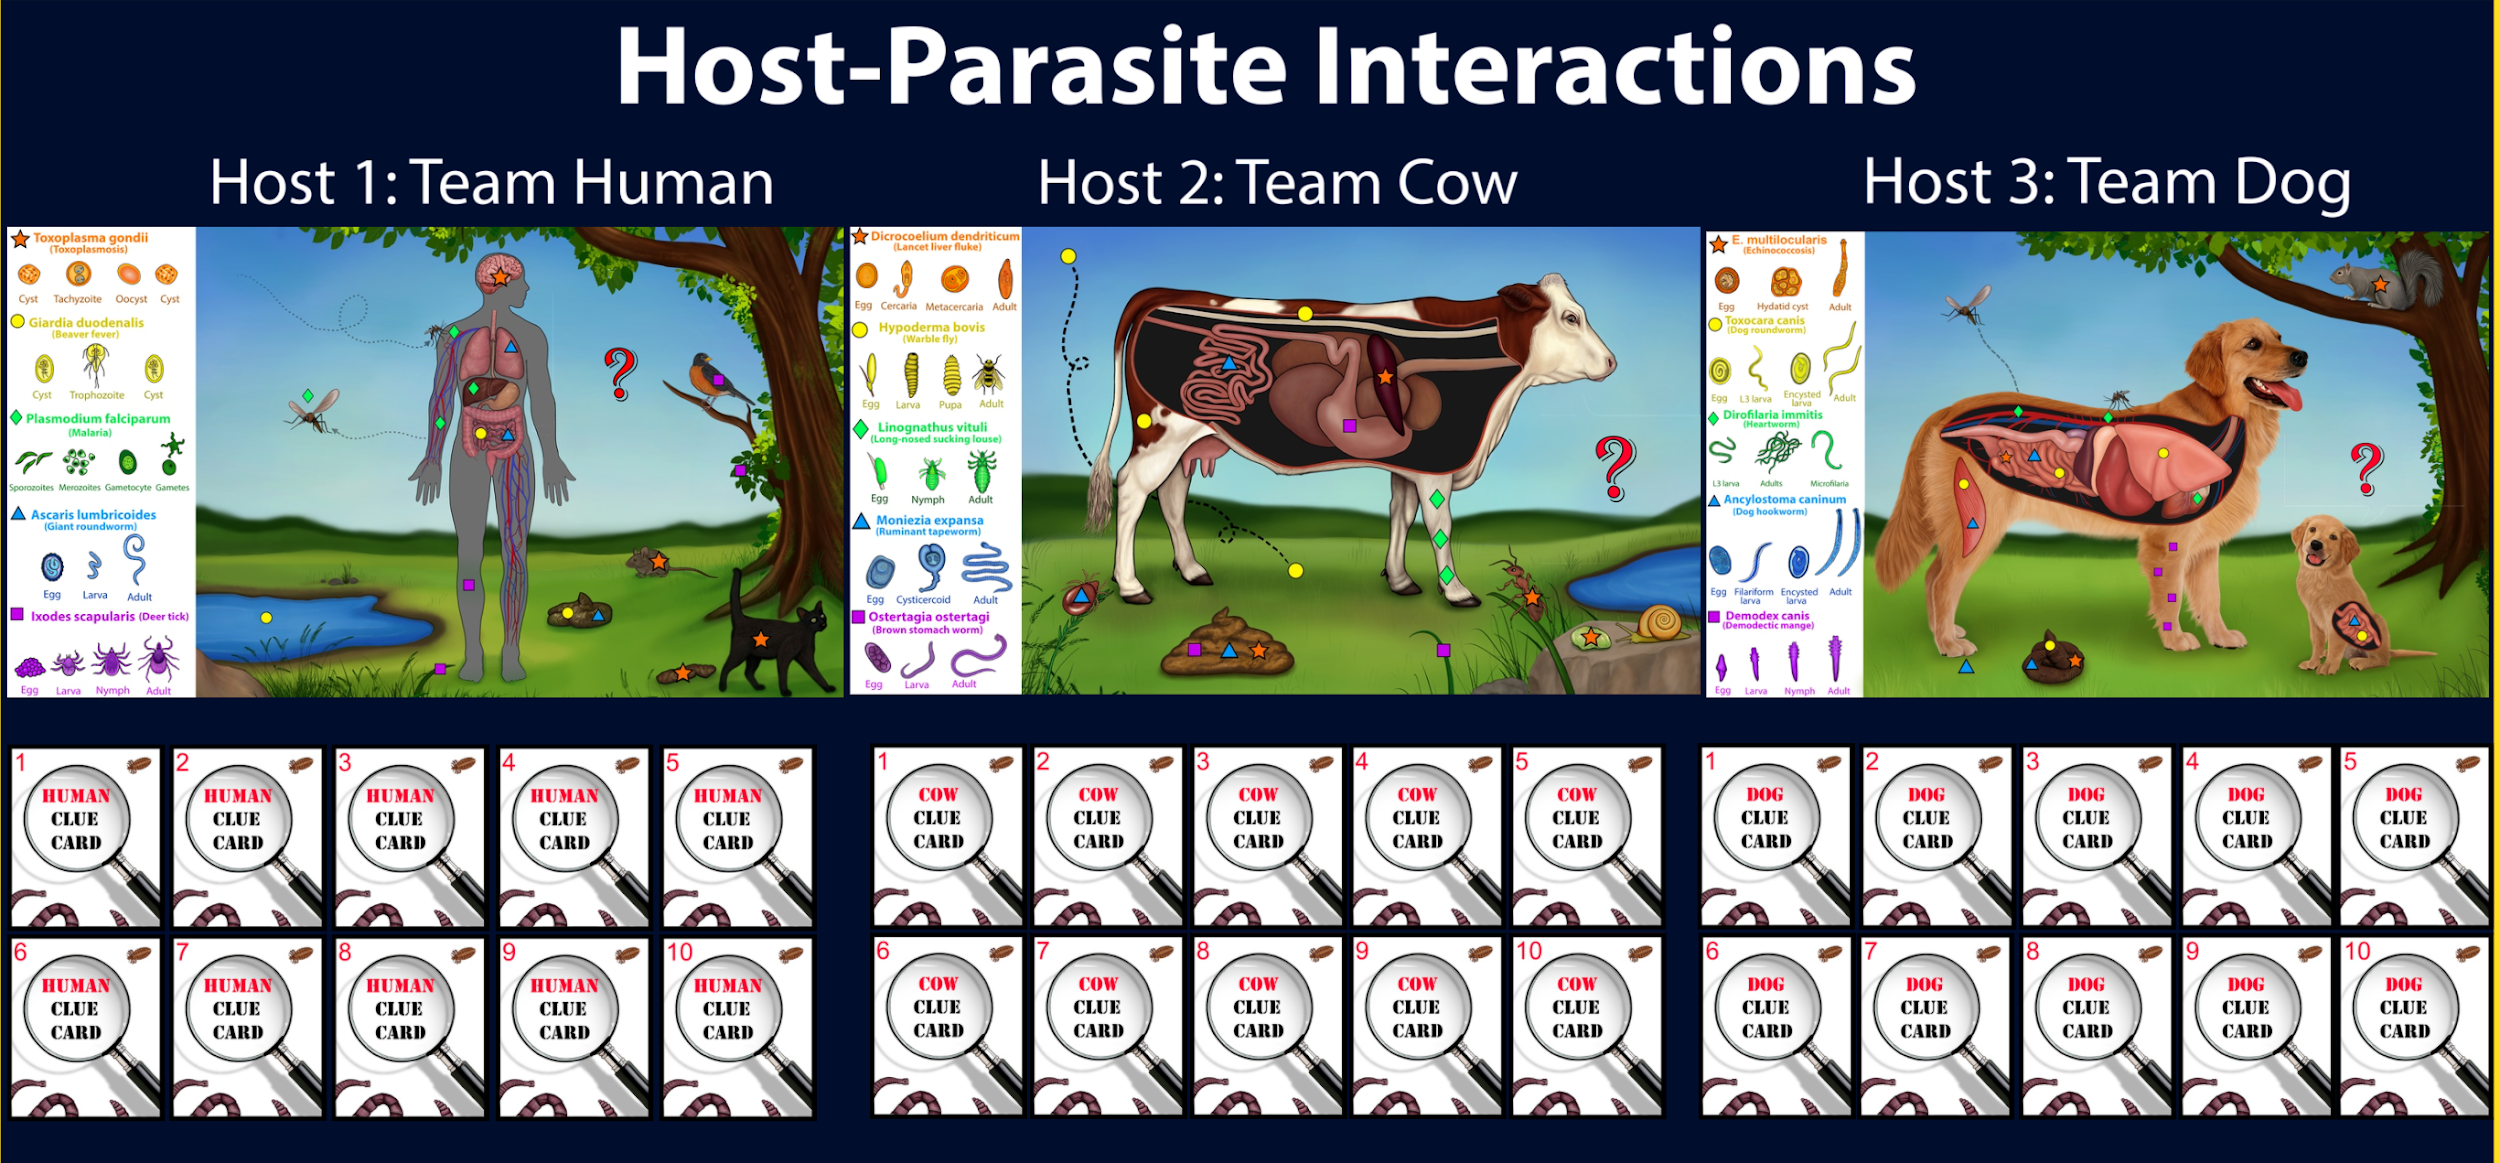 Host-Parasite Interactions
Host 1: Team Human
Toxoplasma gondii
(Toxoplasmosis)
Cyst Tachyzoite Oocyst Cyst
Giardia duodenalis
(Beaver fever)
Cyst Trophozoite Cyst
Plasmodium falciparum
(Malaria)
Sporozoites Merozoites Gametocyte Gametes
Ascaris lumbricoides
(Giant roundworm)
Egg Larva Adult
Ixodes scapularis (Deer tick)
Egg Larva Nymph Adult
?
Host 2: Team Cow
Dicrocoelium dendriticum
(Lancet liver fluke)
Egg Cercaria Metacercaria Adult
Hypoderma bovis
(Warble fly)
Egg Larva Pupa Adult
Linognathus vituli
(Long-nosed sucking louse)
Egg Nymph Adult
Moniezia expansa
(Ruminant tapeworm)
Egg Cysticercoid Adult
Ostertagia ostertagi
(Brown stomach worm)
Egg Larva Adult
?
Host 3: Team Dog
E. multilocularis
(Echinococcosis)
Egg Hydatid cyst Adult
Toxocara canis
(Dog roundworm)
Egg L3 larva Encysted larva Adult
Dirofilaria immitis
(Heartworm)
L3 larva Adults Microfilaria
Ancylostoma caninum
(Dog hookworm)
Egg Filariform larva Encysted larva Adult
Demodex canis
(Demodectic mange)
Egg Larva Nymph Adult
?
1
HUMAN
CLUE
CARD
2
HUMAN
CLUE
CARD
3
HUMAN
CLUE
CARD
4
HUMAN
CLUE
CARD
5
HUMAN
CLUE
CARD
6
HUMAN
CLUE
CARD
7
HUMAN
CLUE
CARD
8
HUMAN
CLUE
CARD
9
HUMAN
CLUE
CARD
10
HUMAN
CLUE
CARD
1
COW
CLUE
CARD
2
COW
CLUE
CARD
3
COW
CLUE
CARD
4
COW
CLUE
CARD
5
COW
CLUE
CARD
6
COW
CLUE
CARD
7
COW
CLUE
CARD
8
COW
CLUE
CARD
9
COW
CLUE
CARD
10
COW
CLUE
CARD
1
DOG
CLUE
CARD
2
DOG
CLUE
CARD
3
DOG
CLUE
CARD
4
DOG
CLUE
CARD
5
DOG
CLUE
CARD
6
DOG
CLUE
CARD
7
DOG
CLUE
CARD
8
DOG
CLUE
CARD
9
DOG
CLUE
CARD
10
DOG
CLUE
CARD